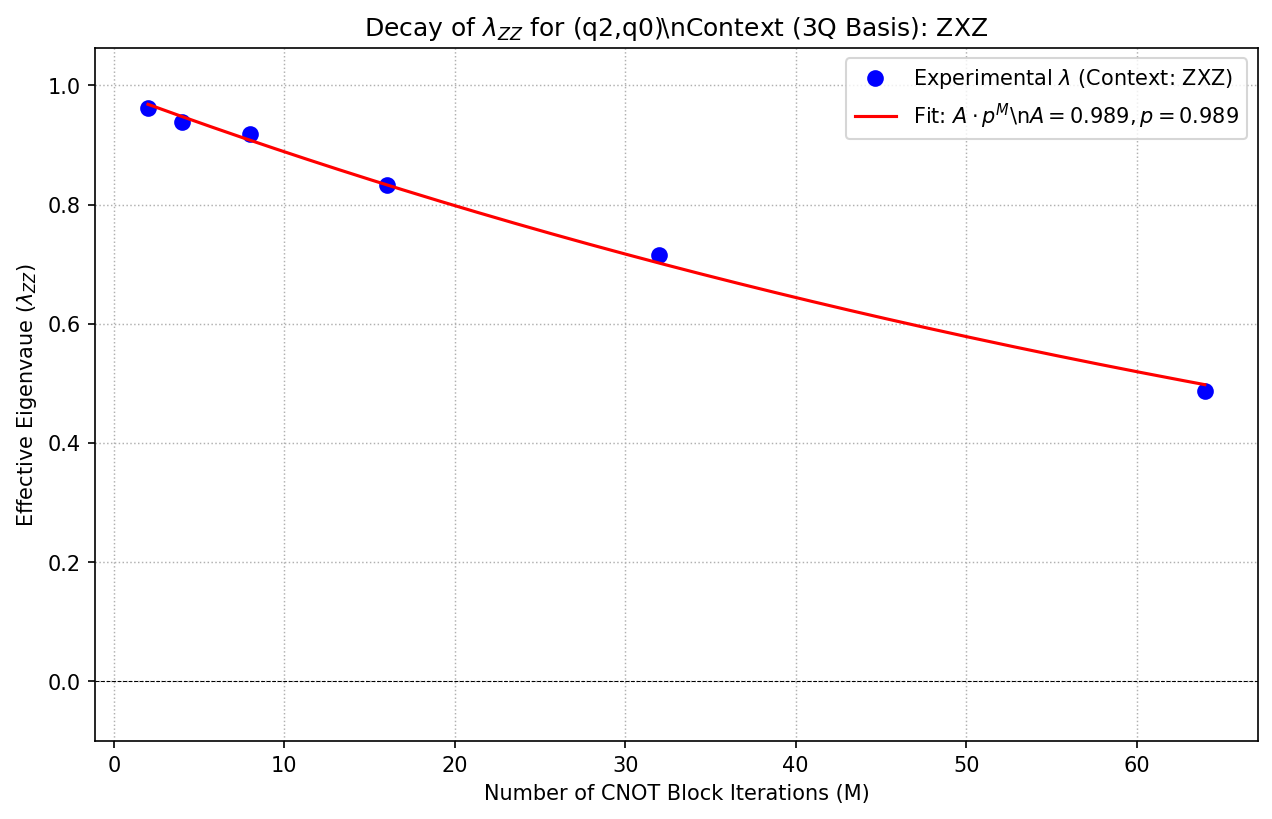 Decay of λ_ZZ for (q2,q0)\nContext (3Q Basis): ZXZ
Experimental λ (Context: ZXZ)
Fit: A · p^M\nA = 0.989, p = 0.989
Effective Eigenvaue (λ_ZZ)
1.0
0.8
0.6
0.4
0.2
0.0
0 10 20 30 40 50 60
Number of CNOT Block Iterations (M)